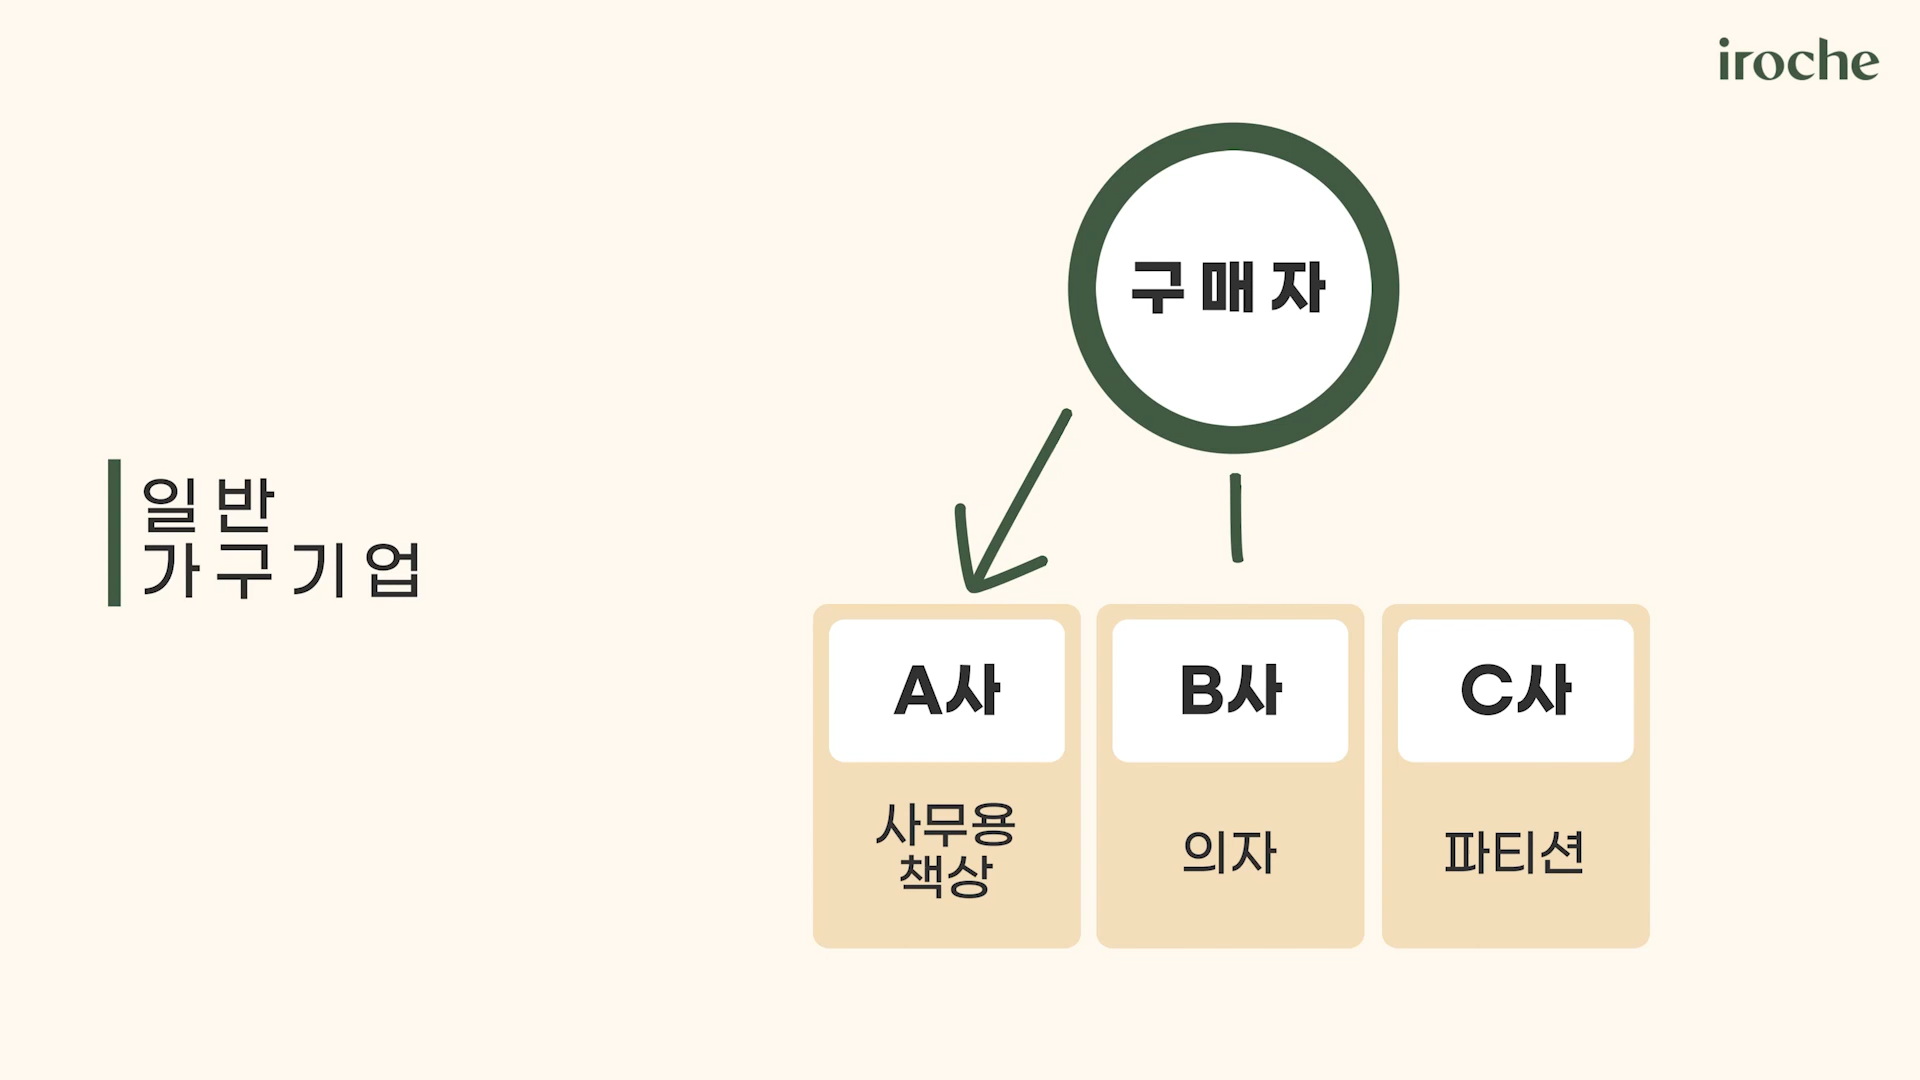 iroche
구매자
일반
가구기업
A사
사무용
책상
B사
의자
C사
파티션